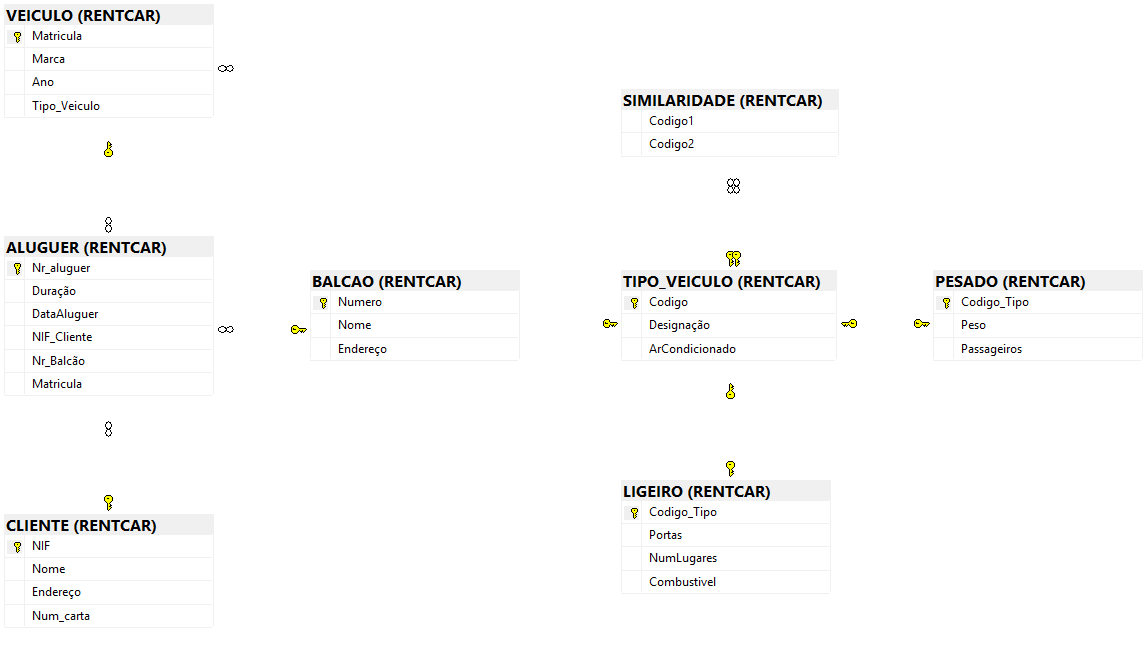 VEICULO (RENTCAR)
Matricula
Marca
Ano
Tipo_Veiculo
SIMILARIDADE (RENTCAR)
Codigo1
Codigo2
ALUGUER (RENTCAR)
Nr_aluguer
Duração
DataAluguer
NIF_Cliente
Nr_Balcão
Matricula
BALCAO (RENTCAR)
Numero
Nome
Endereço
TIPO_VEICULO (RENTCAR)
Codigo
Designação
ArCondicionado
PESADO (RENTCAR)
Codigo_Tipo
Peso
Passageiros
CLIENTE (RENTCAR)
NIF
Nome
Endereço
Num_carta
LIGEIRO (RENTCAR)
Codigo_Tipo
Portas
NumLugares
Combustivel